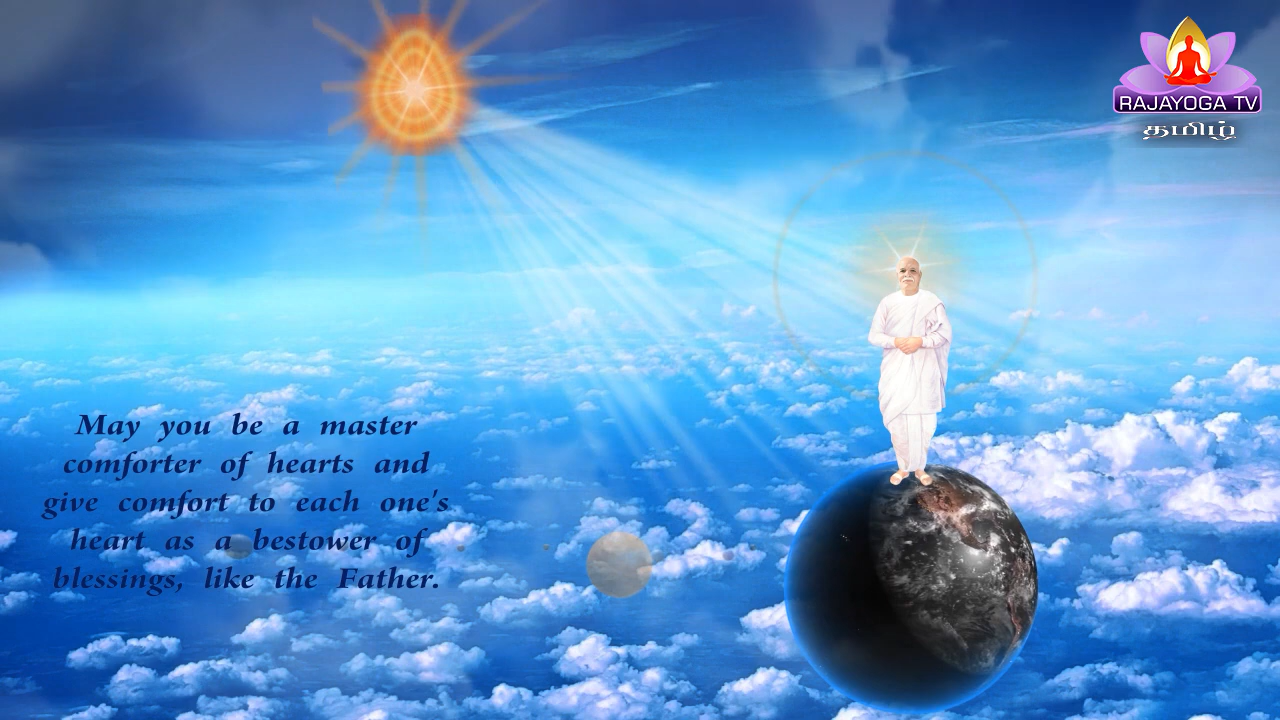 RAJAYOGA TV
தமிழ்
May you be a master
comforter of hearts and
give comfort to each one's
heart as a bestower of
blessings, like the Father.